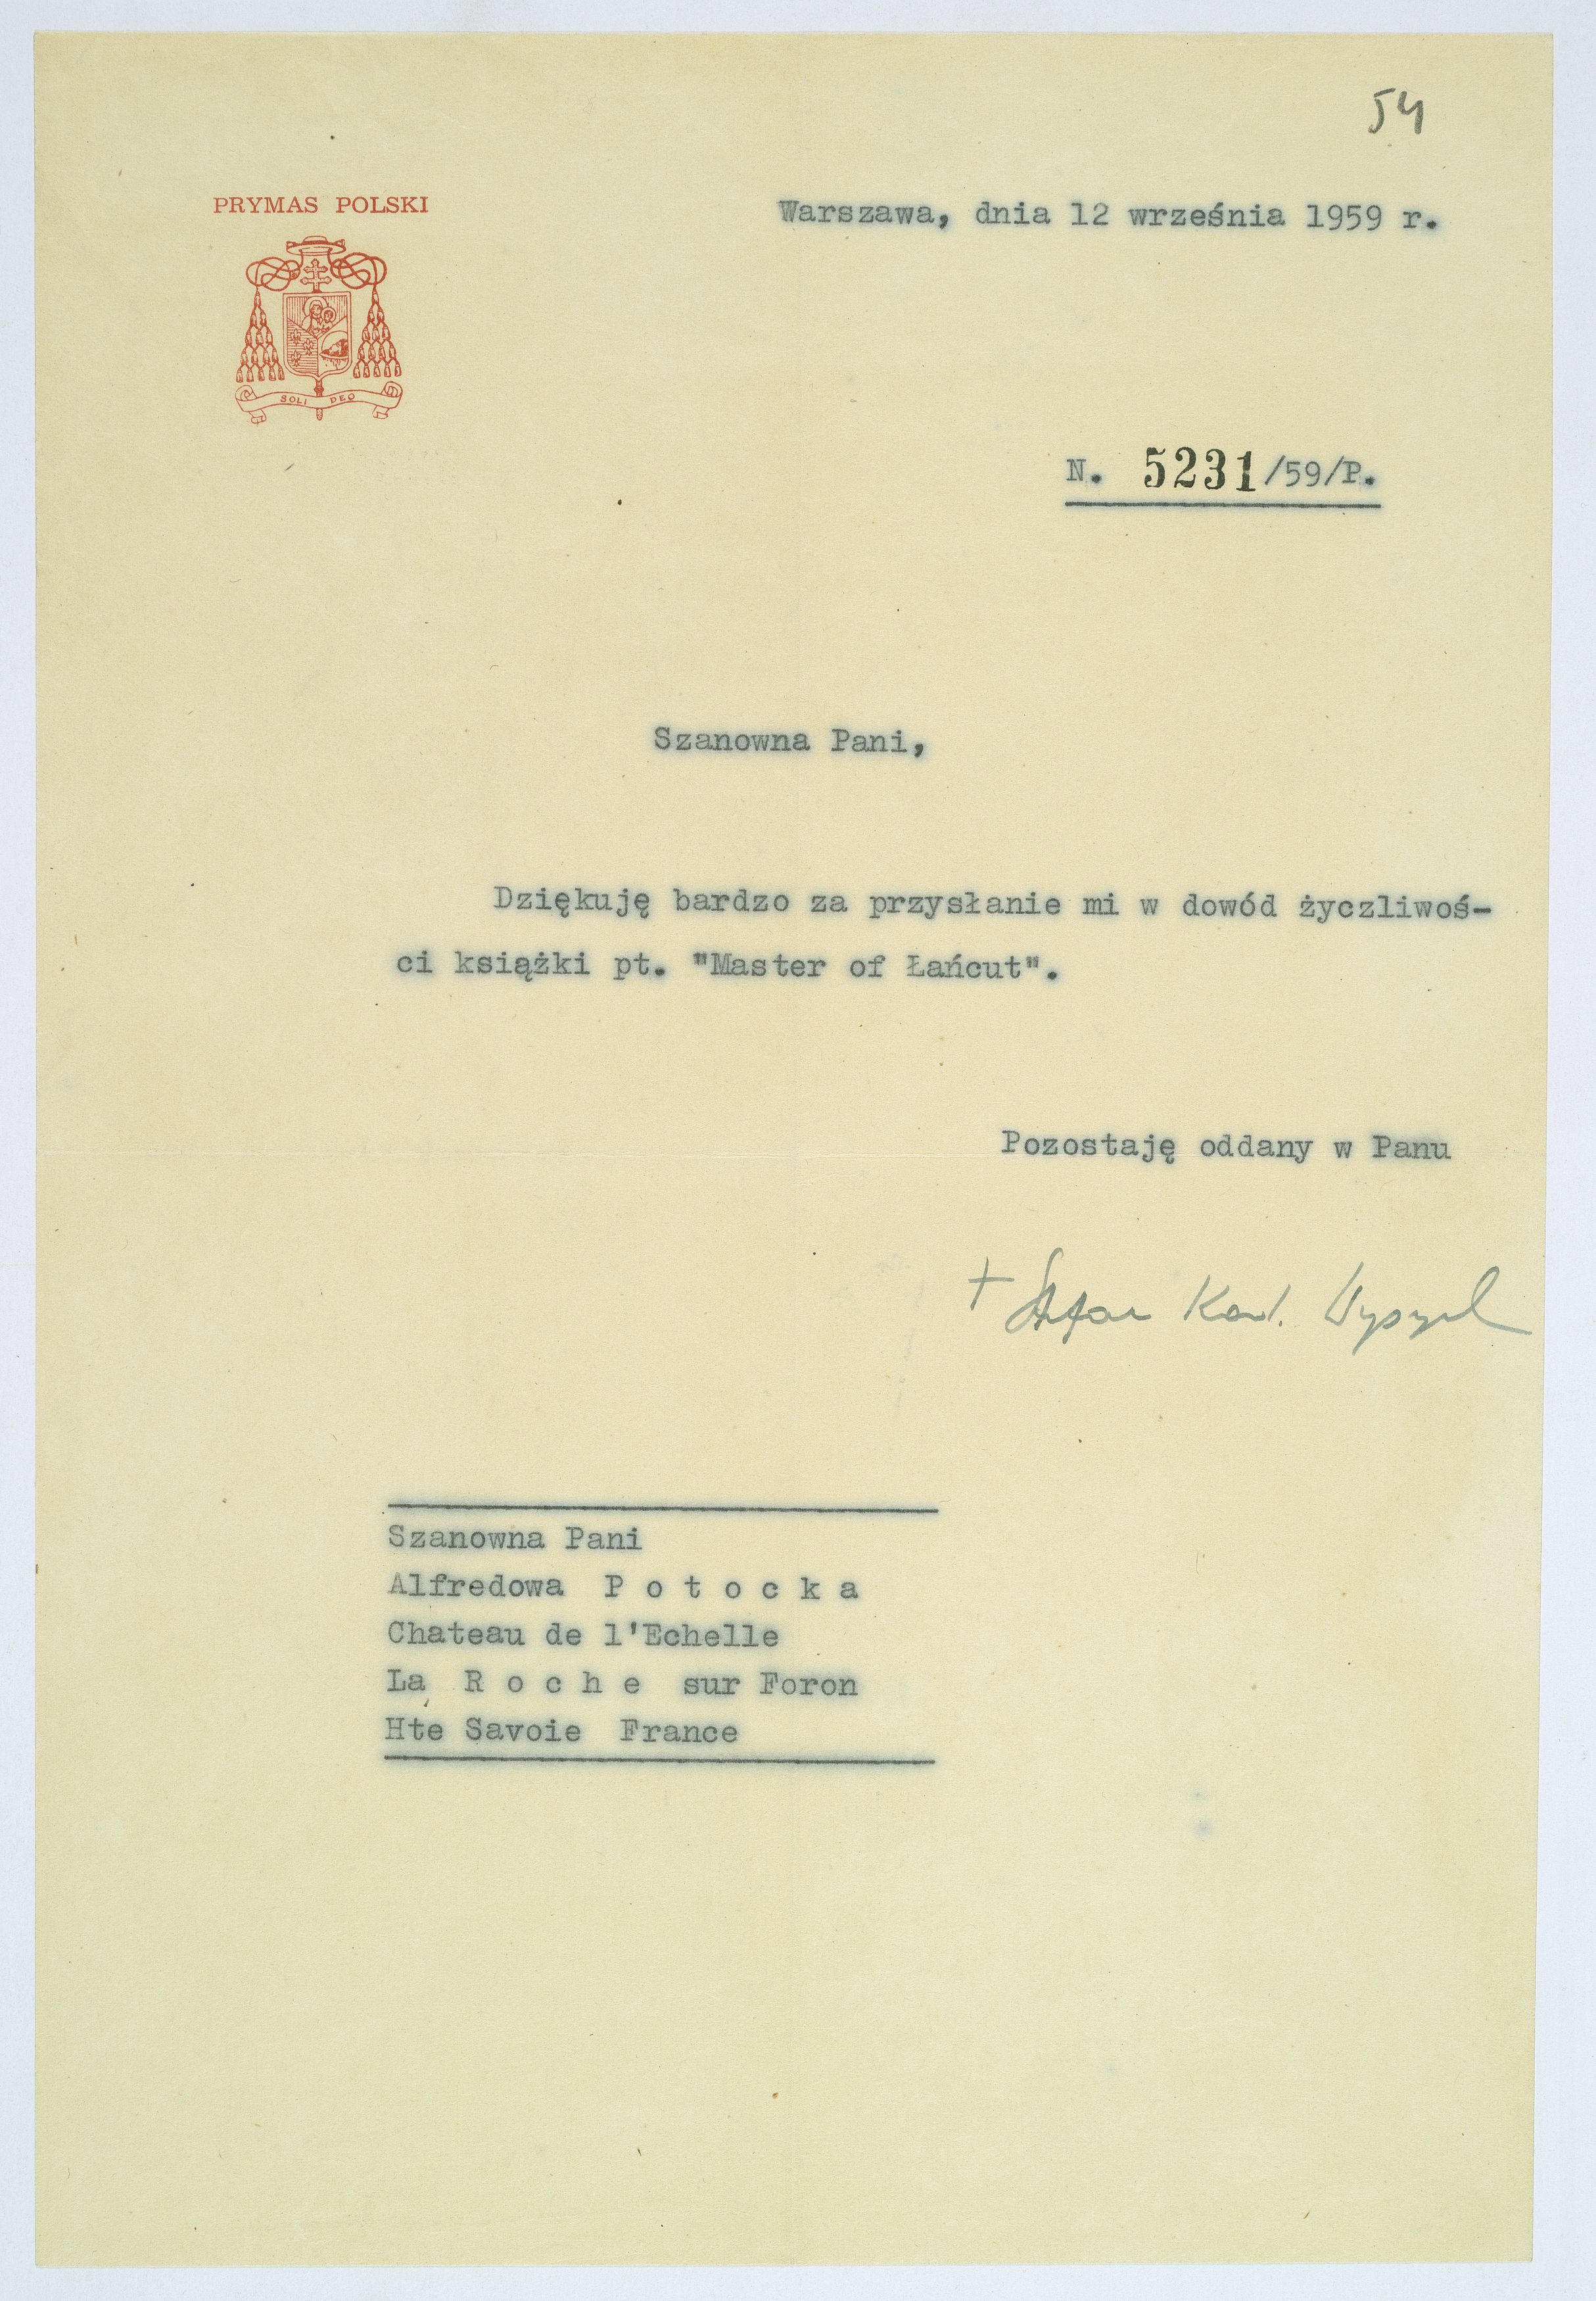 54
PRYMAS POLSKI
Warszawa, dnia 12 września 1959 r.
SOLI DEO
N. 5231/59/P.
Szanowna Pani,
Dziękuję bardzo za przysłanie mi w dowód życzliwoś-
ci książki pt. "Master of Łańcut".
Pozostaję oddany w Panu
+ Stefan Kard. Wyszyński
Szanowna Pani
Alfredowa P o t o c k a
Chateau de l'Echelle
La R o c h e sur Foron
Hte Savoie France